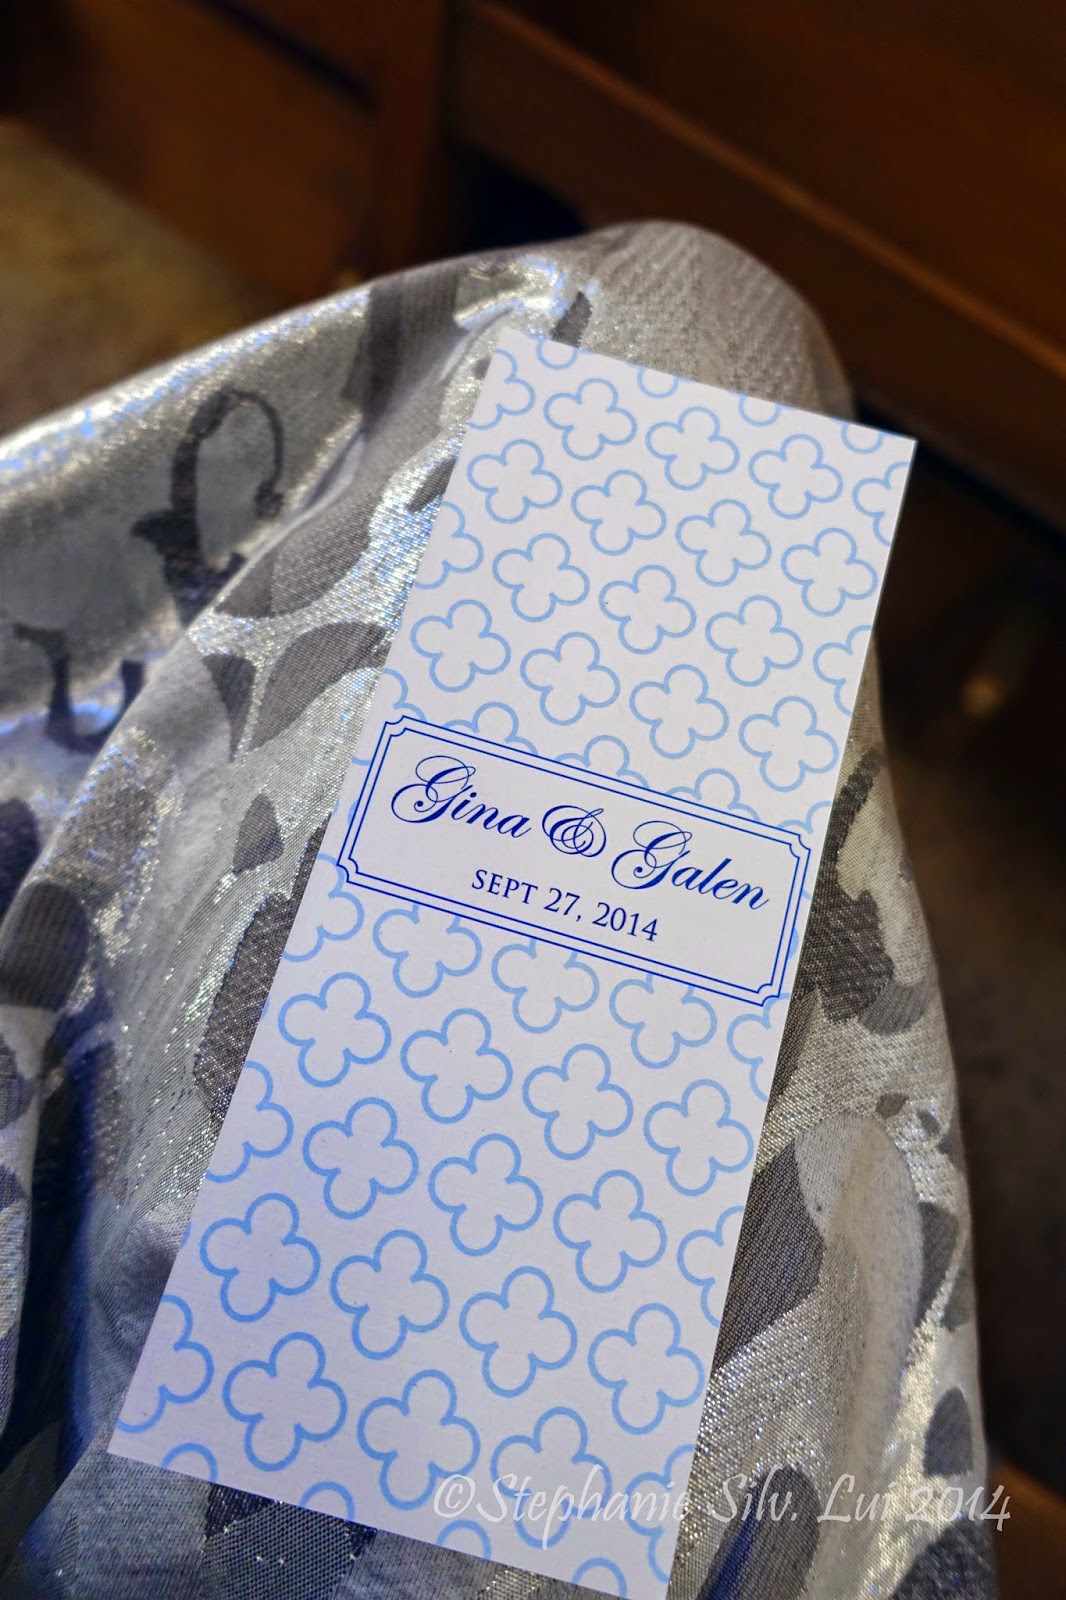 Gina & Galen
SEPT 27, 2014
©Stephanie Silv. Lui 2014